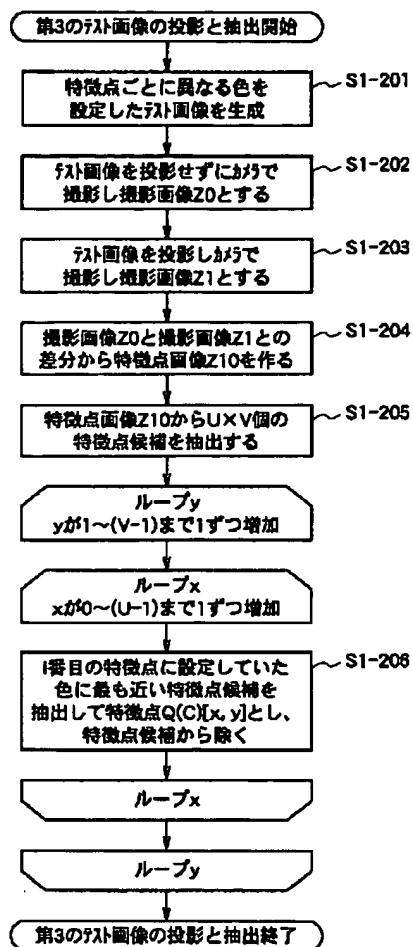 第3のテスト画像の投影と抽出開始
特徴点ごとに異なる色を
設定したテスト画像を生成
S1-201
テスト画像を投影せずにカメラで
撮影し撮影画像Z0とする
S1-202
テスト画像を投影しカメラで
撮影し撮影画像Z1とする
S1-203
撮影画像Z0と撮影画像Z1との
差分から特徴点画像Z10を作る
S1-204
特徴点画像Z10からU×V個の
特徴点候補を抽出する
S1-205
ループy
yが1~(V-1)まで1ずつ増加
ループx
xが0~(U-1)まで1ずつ増加
i番目の特徴点に設定していた
色に最も近い特徴点候補を
抽出して特徴点Q(C)[x, y]とし、
特徴点候補から除く
S1-206
ループx
ループy
第3のテスト画像の投影と抽出終了